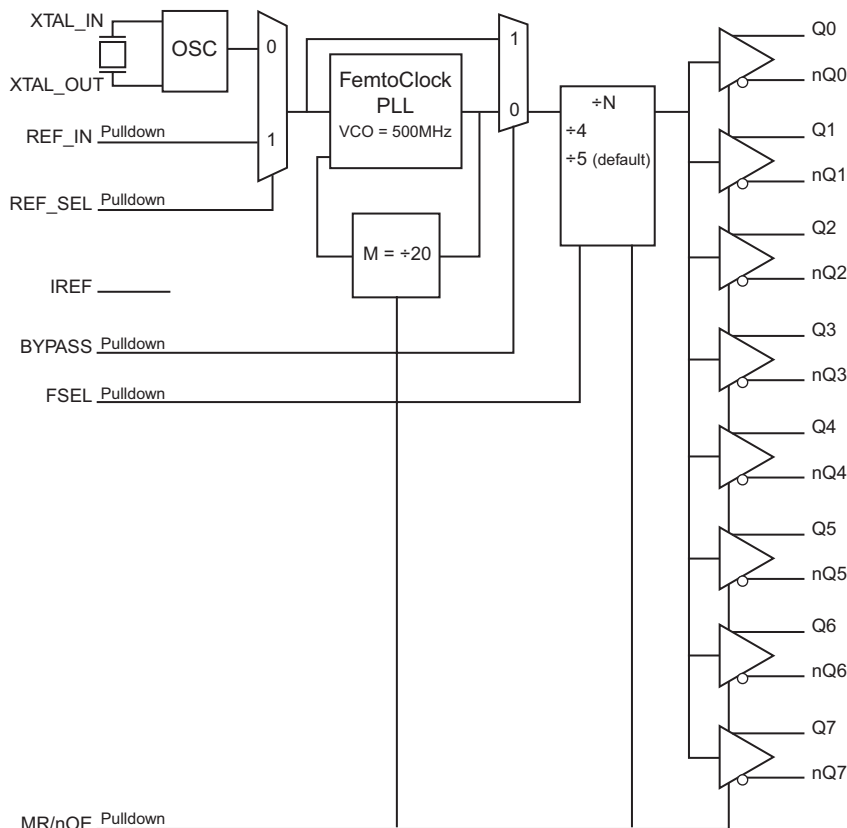 XTAL_IN
OSC
XTAL_OUT
0
1
REF_IN Pulldown
REF_SEL Pulldown
FemtoClock
PLL
VCO = 500MHz
1
0
M = ÷20
÷N
÷4
÷5 (default)
IREF
BYPASS Pulldown
FSEL Pulldown
MR/nOE Pulldown
Q0
nQ0
Q1
nQ1
Q2
nQ2
Q3
nQ3
Q4
nQ4
Q5
nQ5
Q6
nQ6
Q7
nQ7